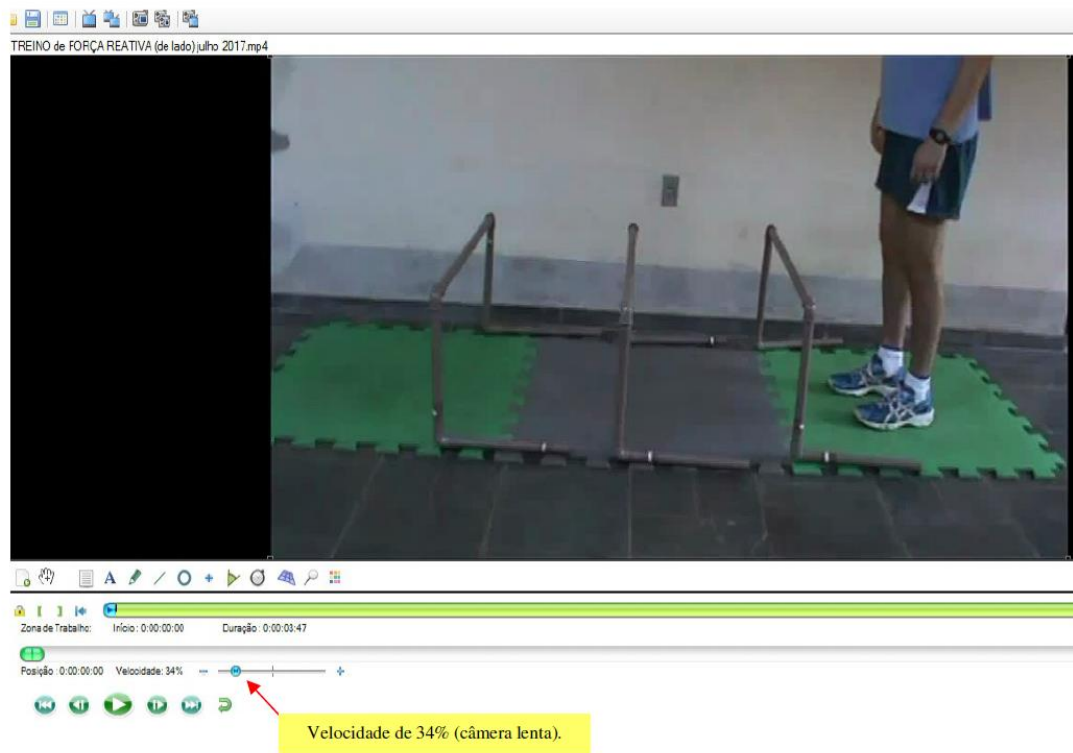 TREINO de FORÇA REATIVA (de lado) julho 2017.mp4
A
Zona de Trabalho: Início : 0:00:00:00 Duração : 0:00:03:47
Posição : 0:00:00:00 Velocidade: 34%
Velocidade de 34% (câmera lenta).